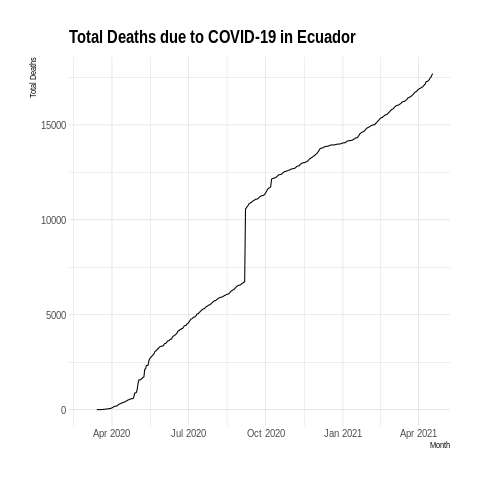 Total Deaths due to COVID-19 in Ecuador
Total Deaths
15000
10000
5000
0
Apr 2020 Jul 2020 Oct 2020 Jan 2021 Apr 2021
Month